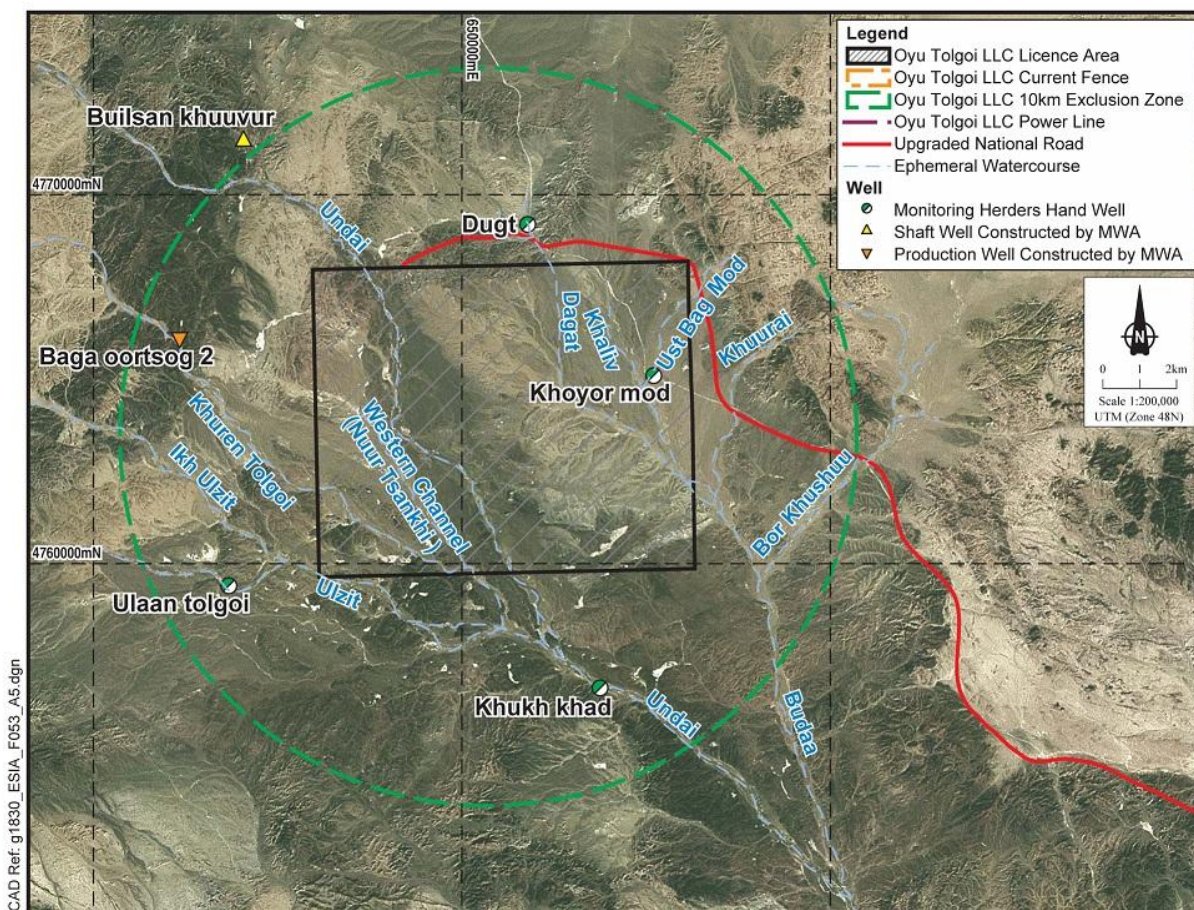 650000mE
Legend
Oyu Tolgoi LLC Licence Area
Oyu Tolgoi LLC Current Fence
Oyu Tolgoi LLC 10km Exclusion Zone
Oyu Tolgoi LLC Power Line
Upgraded National Road
Ephemeral Watercourse
Well
Monitoring Herders Hand Well
Shaft Well Constructed by MWA
Production Well Constructed by MWA
N
0 1 2km
Scale 1:200,000
UTM (Zone 48N)
Builsan khuuvur
4770000mN
Undai
Dugt
Dagat
Khaliv
Ust Bag Mod
Khuurai
Baga oortsog 2
Khoyor mod
Khuren Tolgoi
Ikh Ulzit
Western Channel
(Nuur Tsankhi )
Bor Khushuu
4760000mN
Ulaan tolgoi
Ulzit
Khukh khad
Undai
Budaa
CAD Ref: g1830_ESIA_F053_A5.dgn